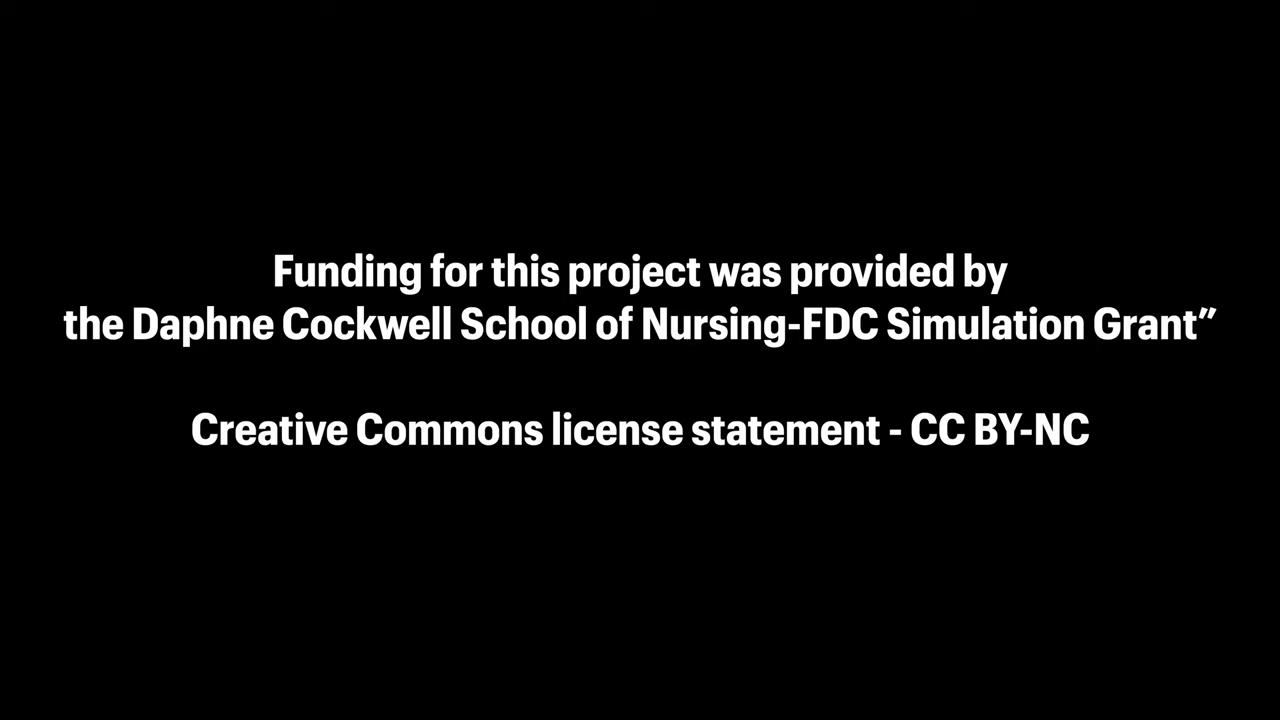 Funding for this project was provided by
the Daphne Cockwell School of Nursing-FDC Simulation Grant”
Creative Commons license statement - CC BY-NC